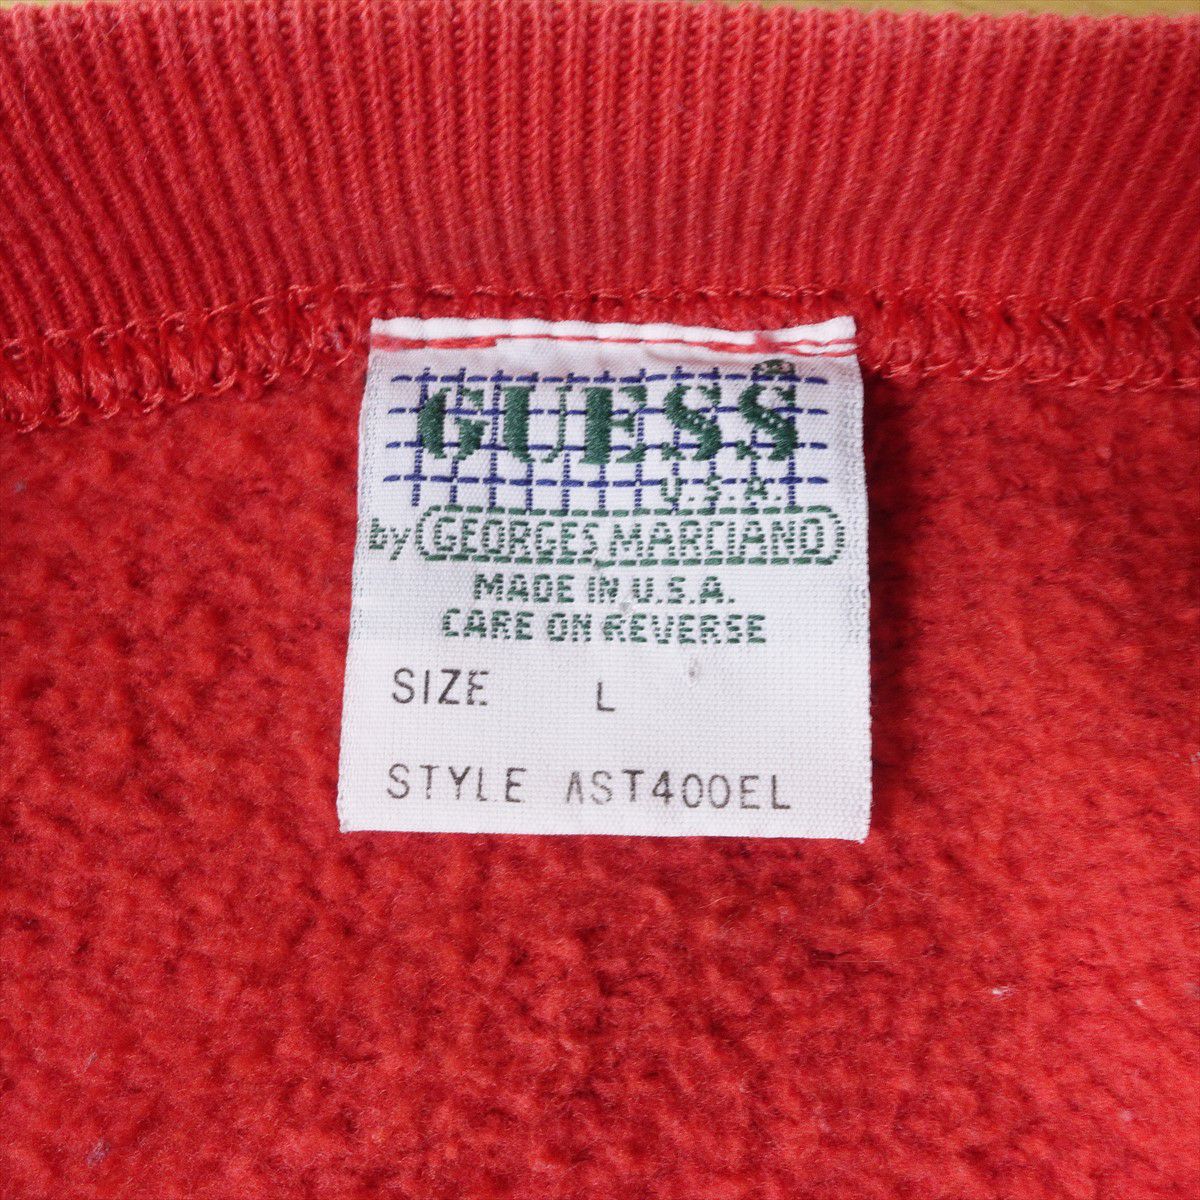 GUESS®
U.S.A.
by GEORGES MARCIANO
MADE IN U.S.A.
CARE ON REVERSE
SIZE L
STYLE AST400EL